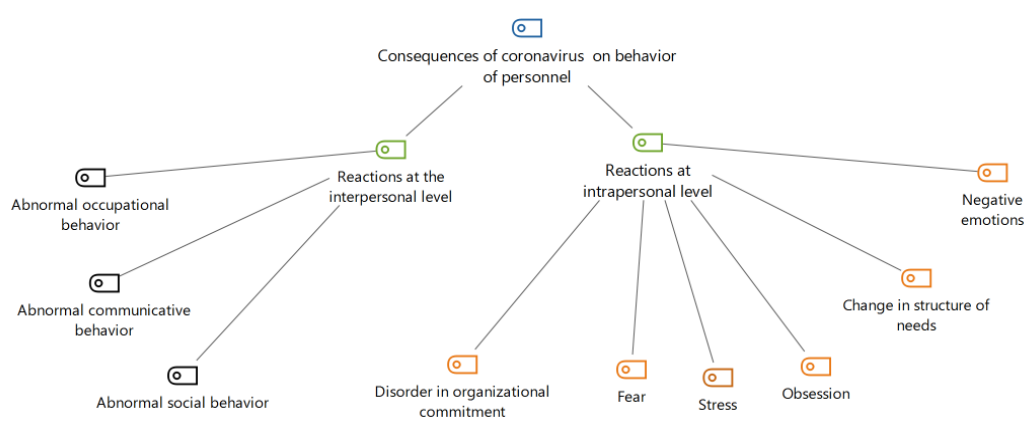 Consequences of coronavirus on behavior
of personnel
Reactions at the
interpersonal level
Reactions at
intrapersonal level
Abnormal occupational
behavior
Negative
emotions
Abnormal communicative
behavior
Change in structure of
needs
Abnormal social behavior
Disorder in organizational
commitment
Fear
Stress
Obsession